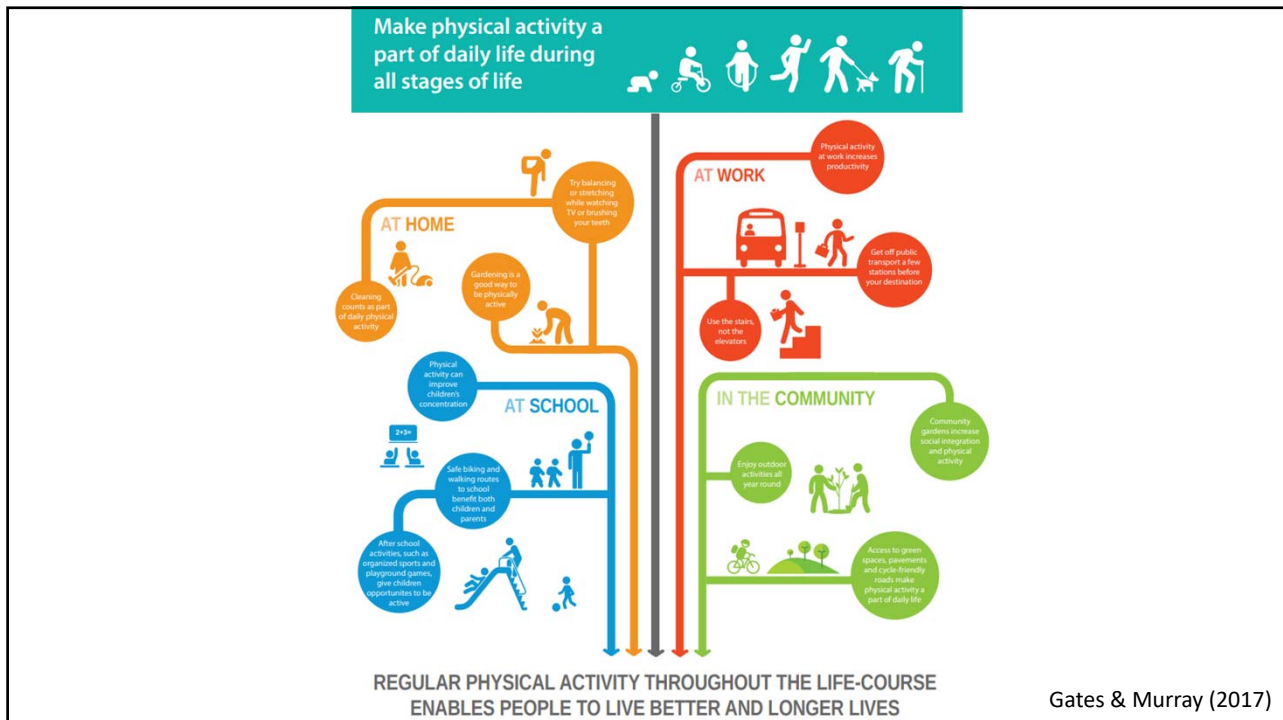 Make physical activity a
part of daily life during
all stages of life
AT HOME
Try balancing
or stretching
while watching
TV or brushing
your teeth
Gardening is a
good way to
be physically
active
Cleaning
counts as part
of daily physical
activity
AT WORK
Physical activity
at work increases
productivity
Get off public
transport a few
stations before
your destination
Use the stairs,
not the
elevators
AT SCHOOL
Physical
activity can
improve
children's
concentration
2+3=
Safe biking and
walking routes
to school
benefit both
children and
parents
After school
activities, such as
organized sports and
playground games,
give children
opportunites to be
active
IN THE COMMUNITY
Community
gardens increase
social integration
and physical
activity
Enjoy outdoor
activities all
year round
Access to green
spaces, pavements
and cycle-friendly
roads make
physical activity a
part of daily life
REGULAR PHYSICAL ACTIVITY THROUGHOUT THE LIFE-COURSE
ENABLES PEOPLE TO LIVE BETTER AND LONGER LIVES
Gates & Murray (2017)